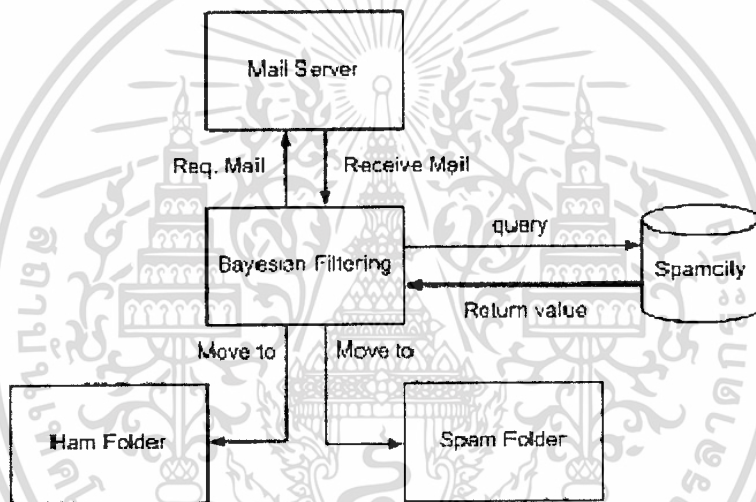 Mail Server
Req. Mail
Receive Mail
Bayesian Filtering
query
Spamcity
Return value
Move to
Move to
Ham Folder
Spam Folder